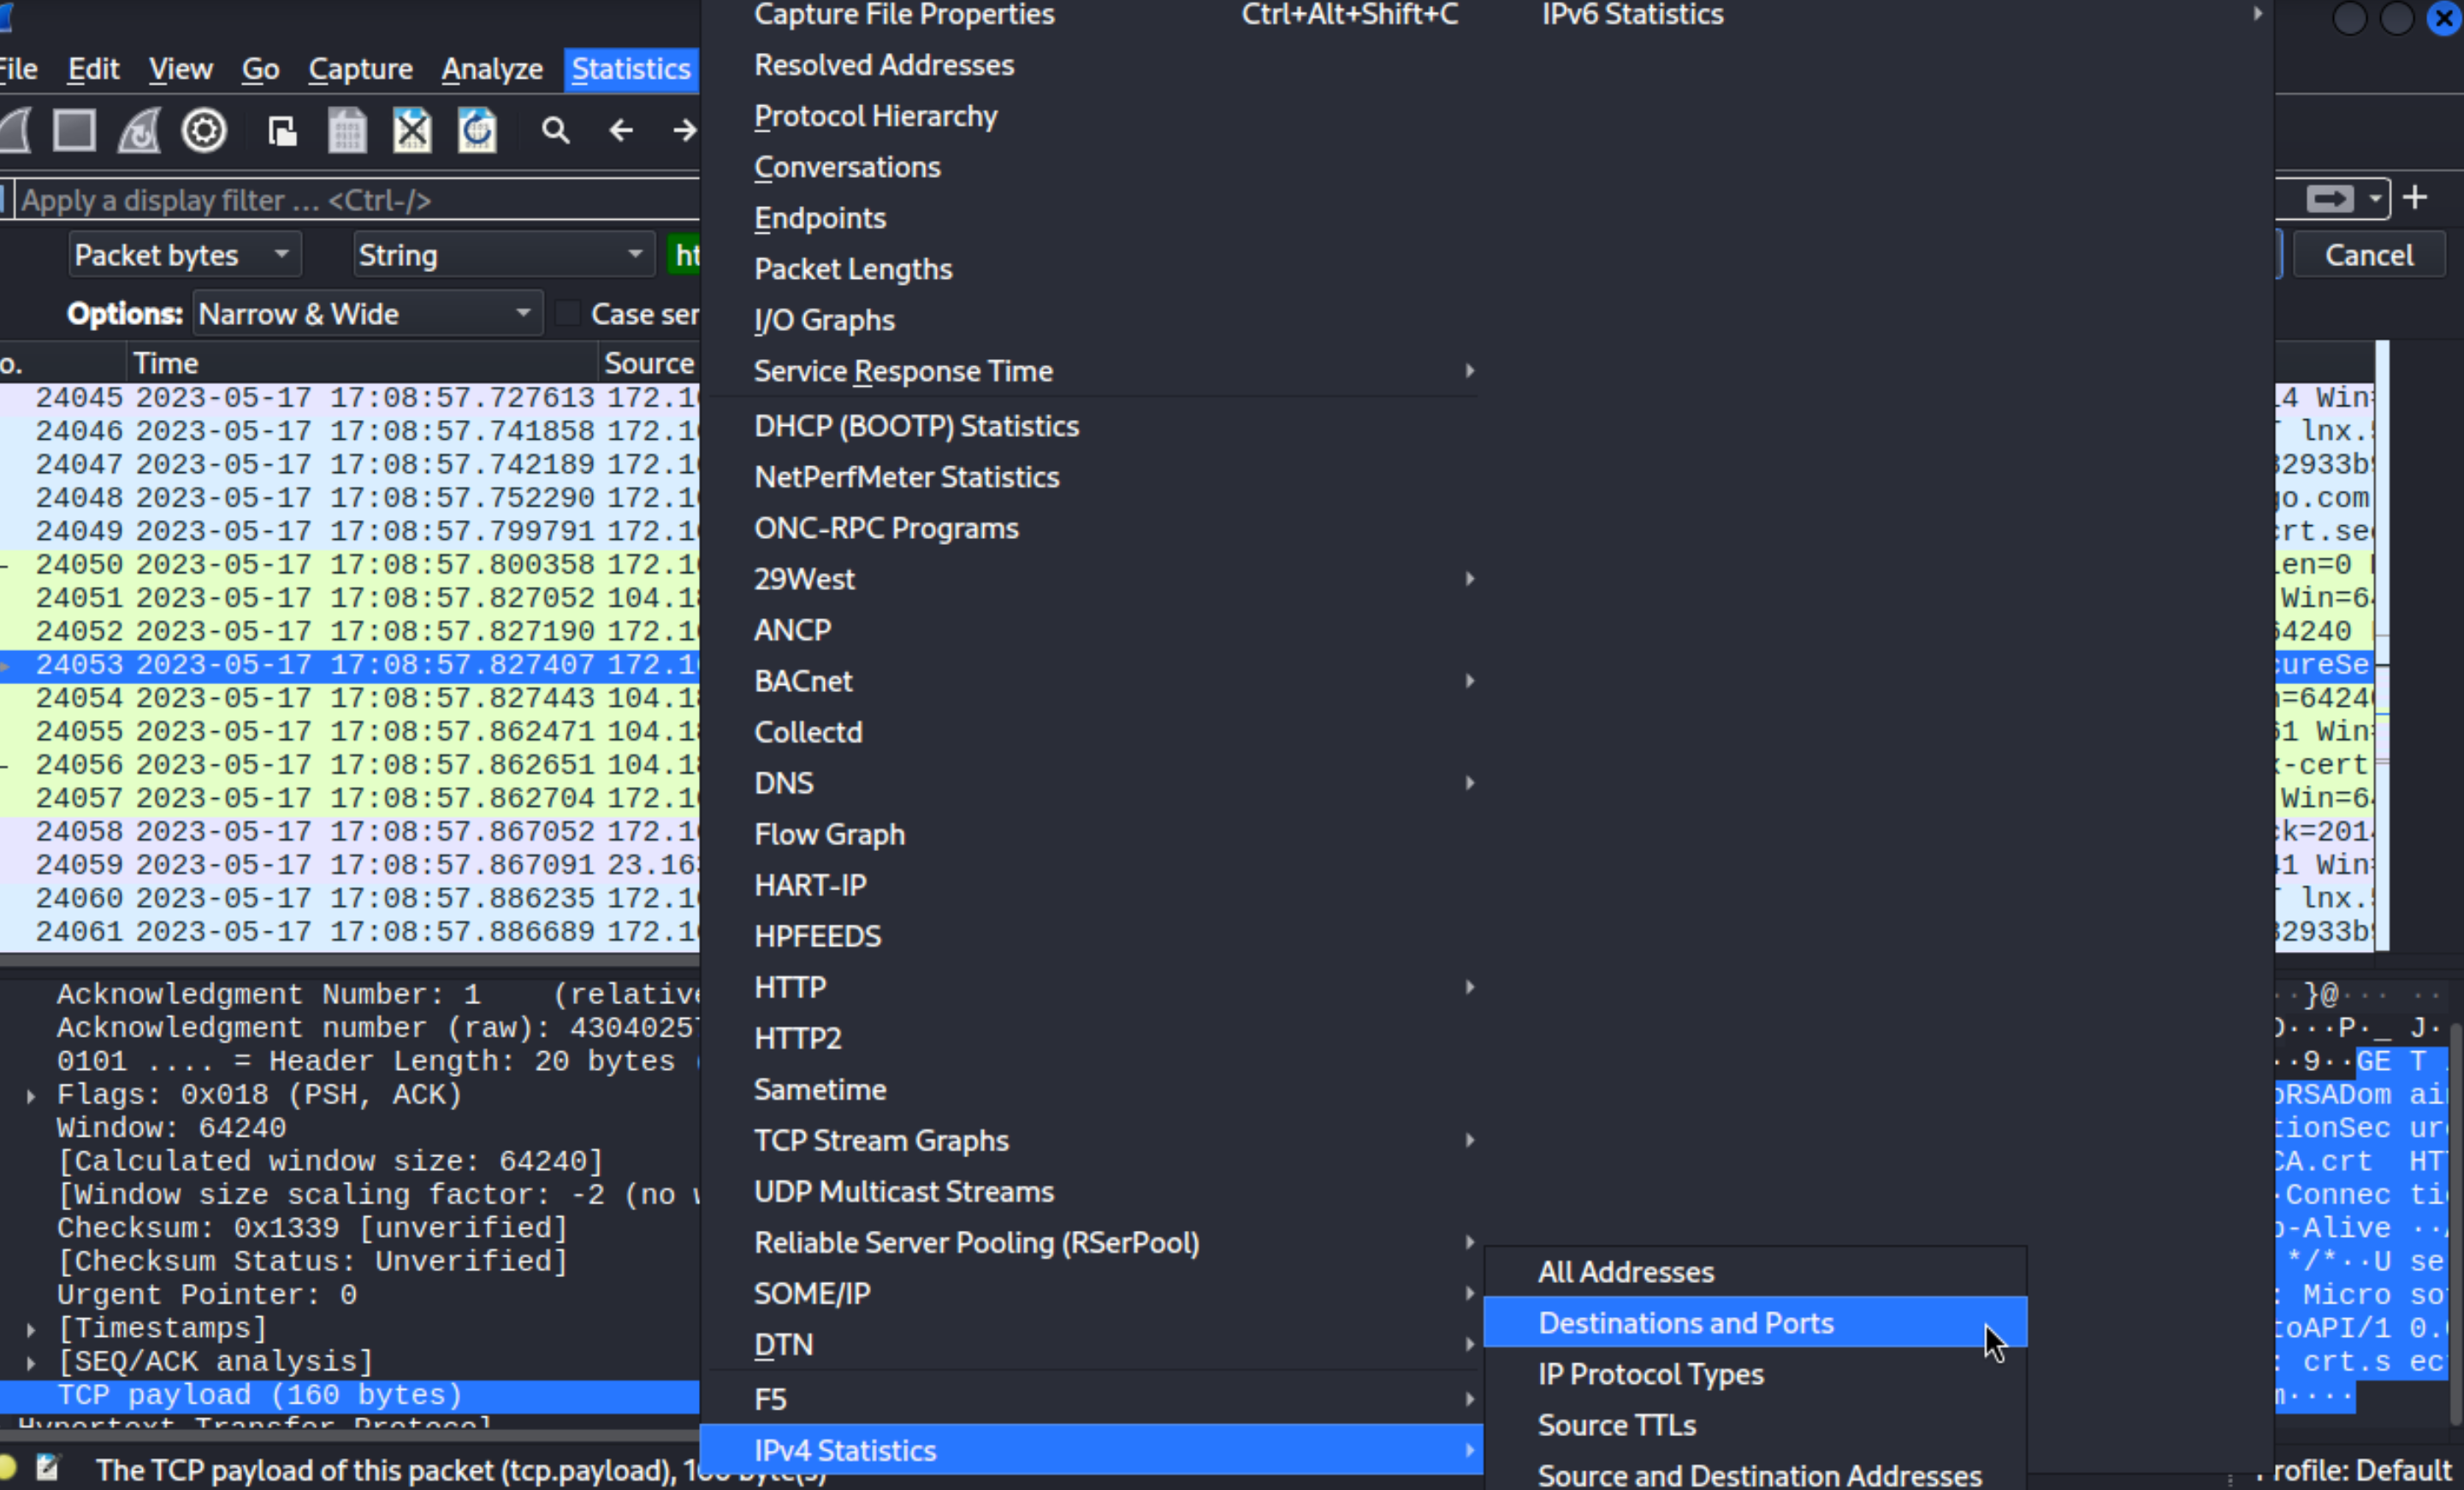 Capture File Properties Ctrl+Alt+Shift+C IPv6 Statistics
File Edit View Go Capture Analyze Statistics
Resolved Addresses
Protocol Hierarchy
Conversations
Apply a display filter … <Ctrl-/>
Endpoints
Packet bytes String ht Cancel
Packet Lengths
Options: Narrow & Wide Case ser
I/O Graphs
Service Response Time
o. Time Source
24045 2023-05-17 17:08:57.727613 172.1 4 Win=
24046 2023-05-17 17:08:57.741858 172.1 lnx.
24047 2023-05-17 17:08:57.742189 172.1 32933b
24048 2023-05-17 17:08:57.752290 172.1 go.com
24049 2023-05-17 17:08:57.799791 172.1 crt.se
24050 2023-05-17 17:08:57.800358 172.1 en=0
24051 2023-05-17 17:08:57.827052 104.1 Win=6
24052 2023-05-17 17:08:57.827190 172.1 64240
24053 2023-05-17 17:08:57.827407 172.1 cureSe
24054 2023-05-17 17:08:57.827443 104.1 =6424
24055 2023-05-17 17:08:57.862471 104.1 61 Win=
24056 2023-05-17 17:08:57.862651 104.1 x-cert
24057 2023-05-17 17:08:57.862704 172.1 Win=6
24058 2023-05-17 17:08:57.867052 172.1 ck=201
24059 2023-05-17 17:08:57.867091 23.16 41 Win=
24060 2023-05-17 17:08:57.886235 172.1 lnx.
24061 2023-05-17 17:08:57.886689 172.1 32933b
DHCP (BOOTP) Statistics
NetPerfMeter Statistics
ONC-RPC Programs
29West
ANCP
BACnet
Collectd
DNS
Flow Graph
HART-IP
HPFEEDS
HTTP
HTTP2
Sametime
TCP Stream Graphs
UDP Multicast Streams
Reliable Server Pooling (RSerPool)
SOME/IP
DTN
F5
IPv4 Statistics
All Addresses
Destinations and Ports
IP Protocol Types
Source TTLs
Source and Destination Addresses
Acknowledgment Number: 1 (relative
Acknowledgment number (raw): 4304025
0101 .... = Header Length: 20 bytes
Flags: 0x018 (PSH, ACK)
Window: 64240
[Calculated window size: 64240]
[Window size scaling factor: -2 (no
Checksum: 0x1339 [unverified]
[Checksum Status: Unverified]
Urgent Pointer: 0
[Timestamps]
[SEQ/ACK analysis]
TCP payload (160 bytes)
Hypertext Transfer Protocol
··}@··· ··
···P·_ J·
··9··GE T
RSADom ai
tionSec ur
CA.crt HT
·Connec ti
-Alive ··
*/*··U se
: Micro so
toAPI/1 0.
: crt.s ec
m····
The TCP payload of this packet (tcp.payload), 160 byte(s) Profile: Default